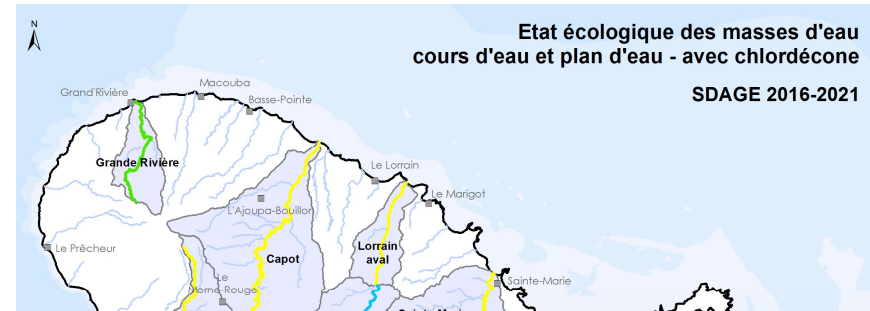 N
Etat écologique des masses d'eau
cours d'eau et plan d'eau - avec chlordécone
SDAGE 2016-2021
Grand'Rivière
Macouba
Basse-Pointe
Grande Rivière
Le Lorrain
Le Marigot
L'Ajoupa-Bouillon
Le Prêcheur
Capot
Lorrain
aval
Le
Morne-Rouge
Sainte-Marie